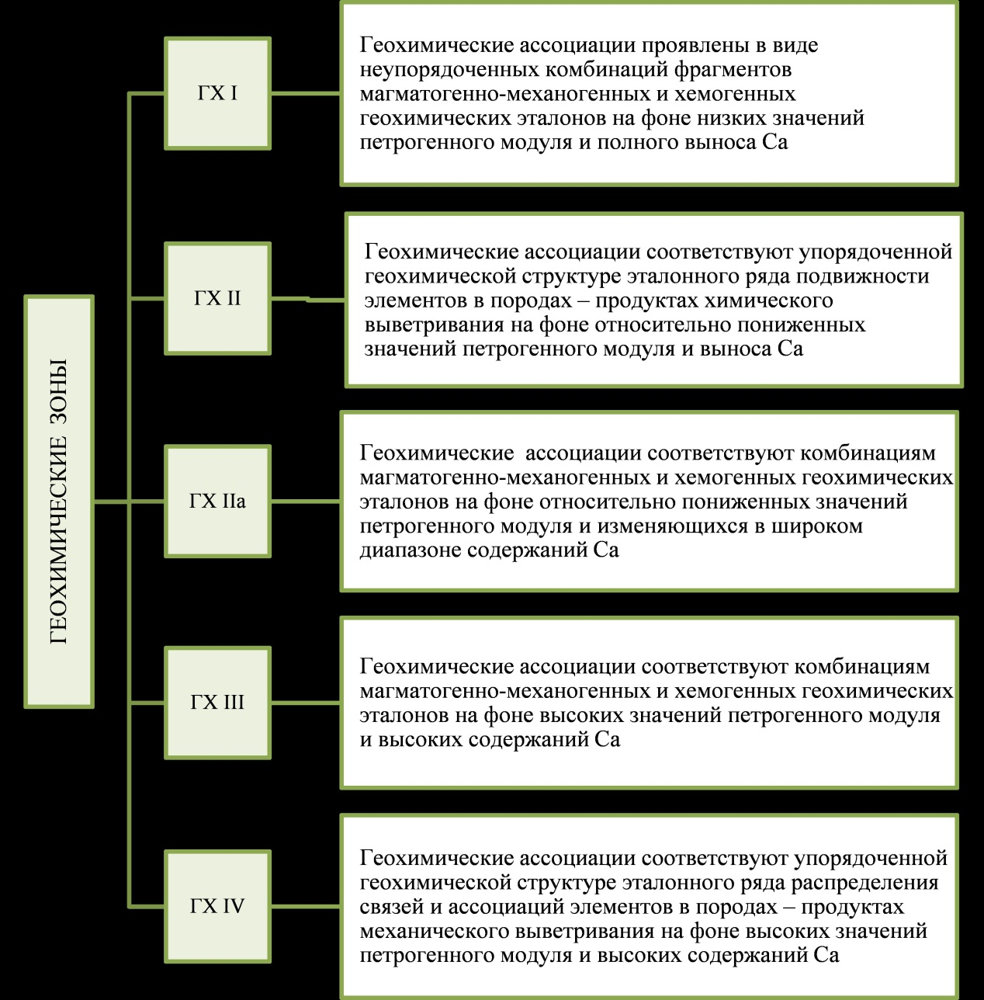 ГЕОХИМИЧЕСКИЕ ЗОНЫ
ГХ I
Геохимические ассоциации проявлены в виде
неупорядоченных комбинаций фрагментов
магматогенно-механогенных и хемогенных
геохимических эталонов на фоне низких значений
петрогенного модуля и полного выноса Са
ГХ II
Геохимические ассоциации соответствуют упорядоченной
геохимической структуре эталонного ряда подвижности
элементов в породах – продуктах химического
выветривания на фоне относительно пониженных
значений петрогенного модуля и выноса Са
ГХ IIа
Геохимические ассоциации соответствуют комбинациям
магматогенно-механогенных и хемогенных геохимических
эталонов на фоне относительно пониженных значений
петрогенного модуля и изменяющихся в широком
диапазоне содержаний Са
ГХ III
Геохимические ассоциации соответствуют комбинациям
магматогенно-механогенных и хемогенных геохимических
эталонов на фоне высоких значений петрогенного модуля
и высоких содержаний Са
ГХ IV
Геохимические ассоциации соответствуют упорядоченной
геохимической структуре эталонного ряда распределения
связей и ассоциаций элементов в породах – продуктах
механического выветривания на фоне высоких значений
петрогенного модуля и высоких содержаний Са